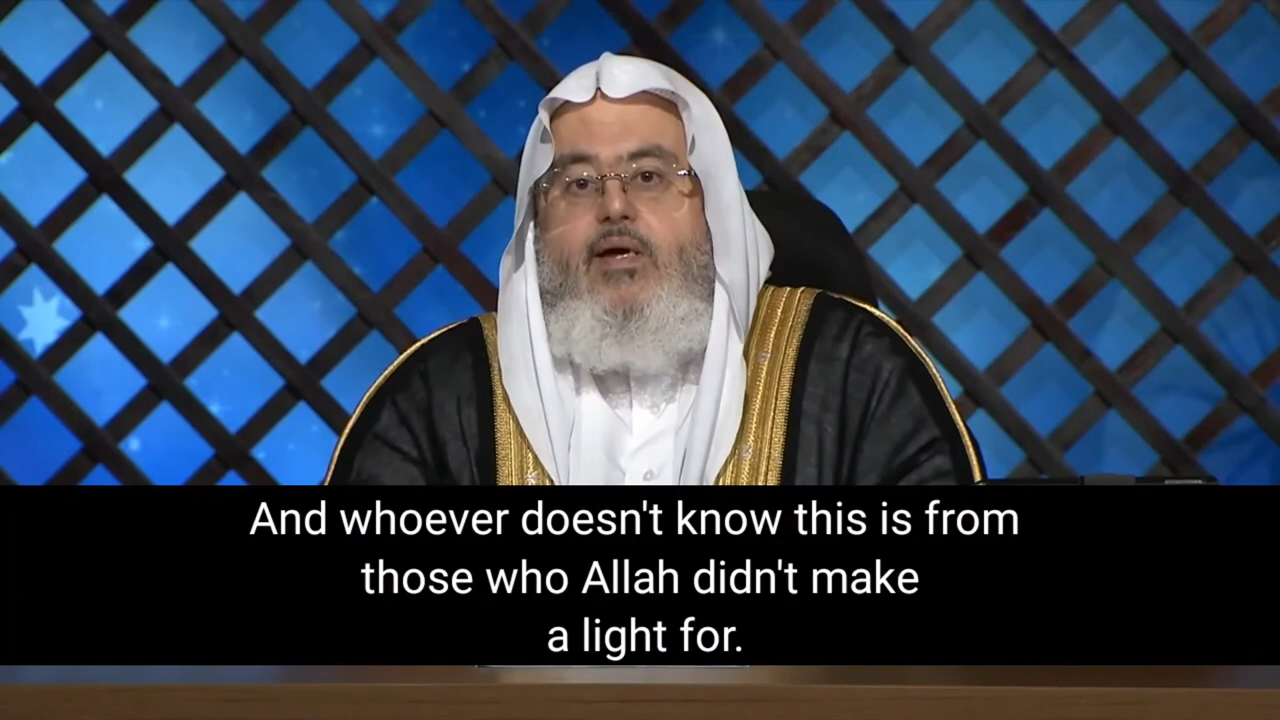 And whoever doesn't know this is from
those who Allah didn't make
a light for.